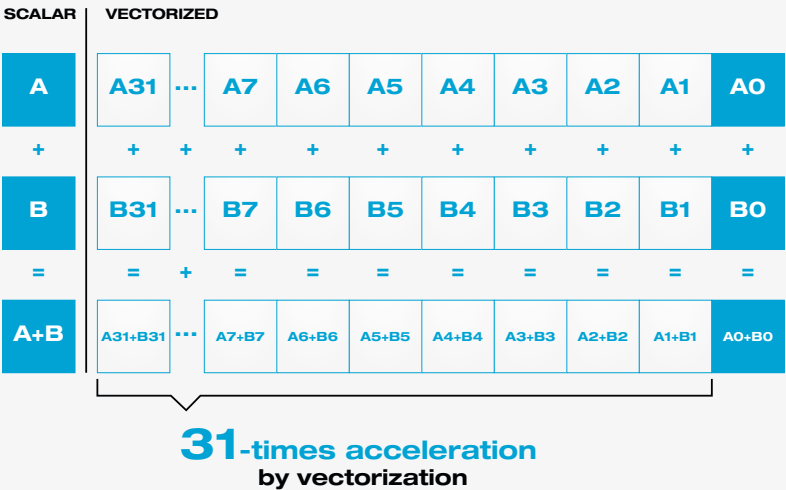 SCALAR VECTORIZED
A A31 ... A7 A6 A5 A4 A3 A2 A1 A0
+ + + + + + + + + + +
B B31 ... B7 B6 B5 B4 B3 B2 B1 B0
= = + = = = = = = = =
A+B A31+B31 ... A7+B7 A6+B6 A5+B5 A4+B4 A3+B3 A2+B2 A1+B1 A0+B0
31-times acceleration
by vectorization